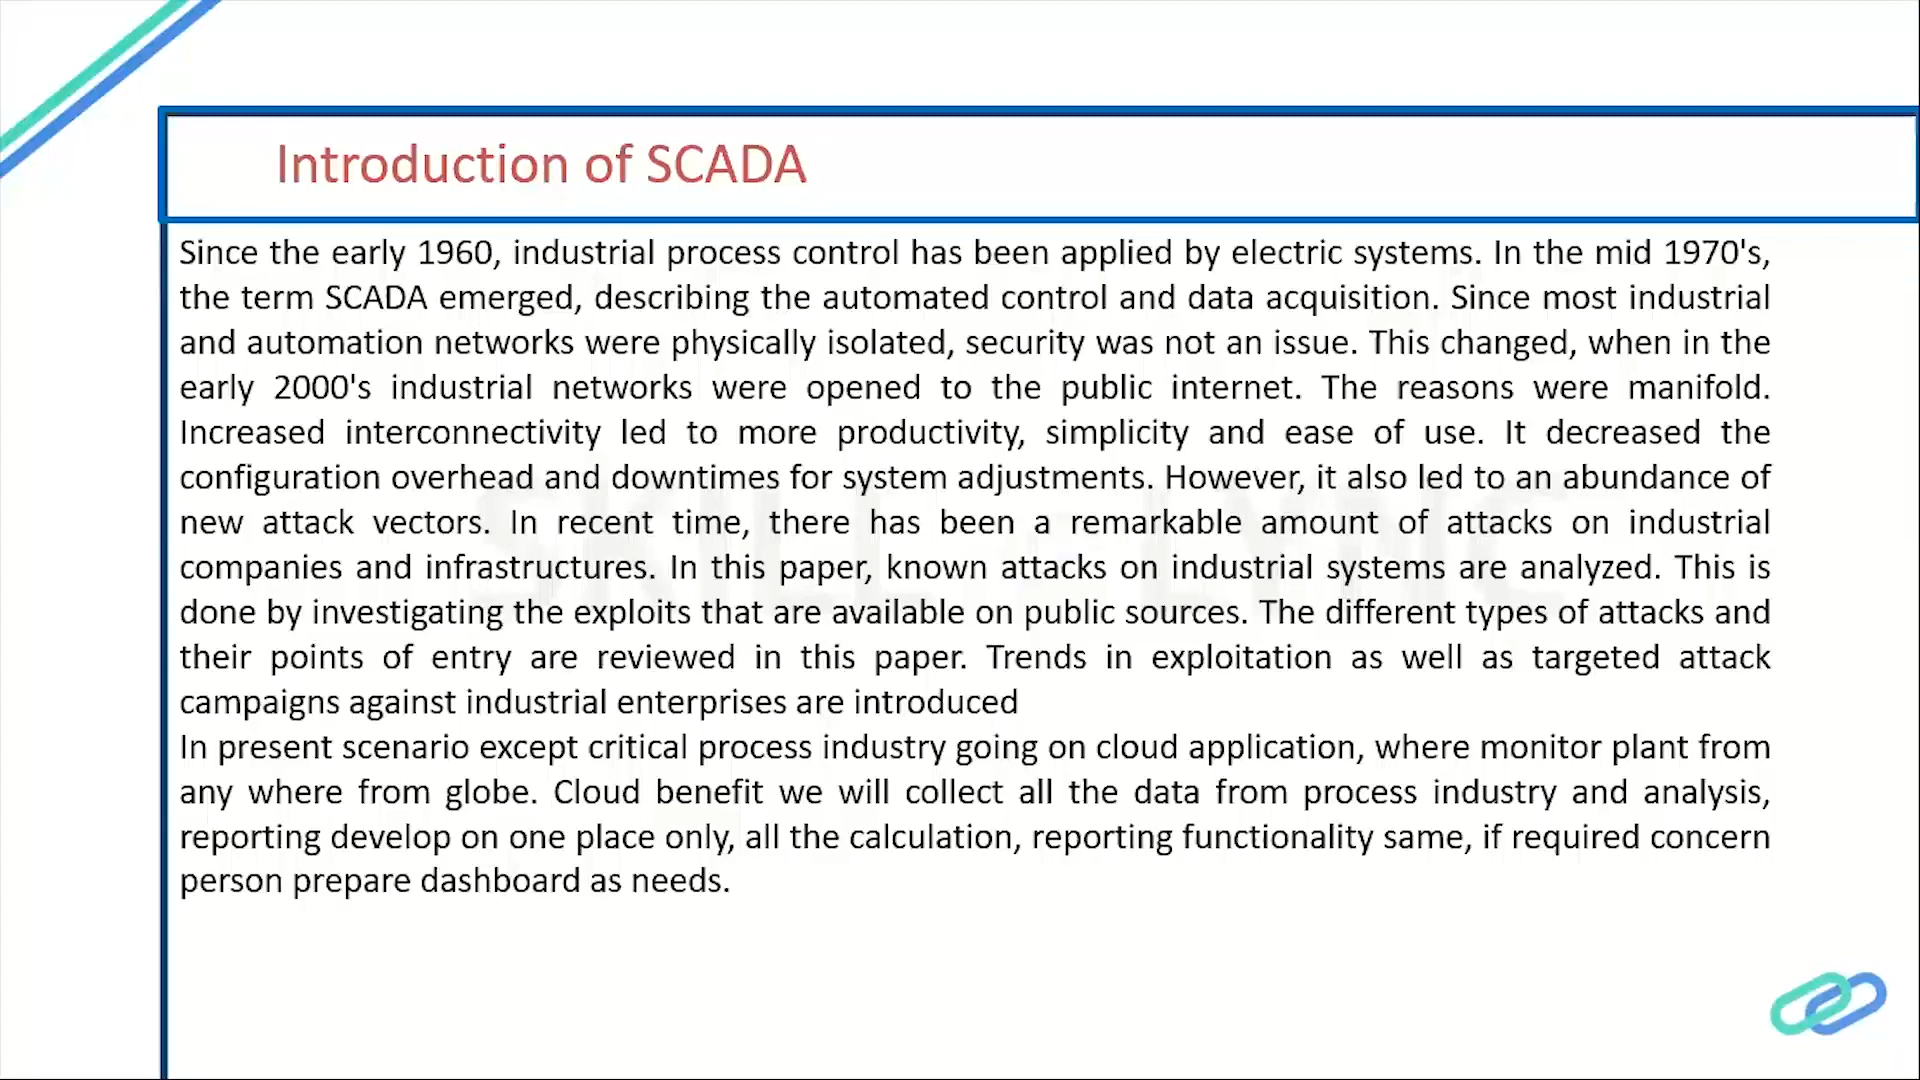 Introduction of SCADA
Since the early 1960, industrial process control has been applied by electric systems. In the mid 1970's,
the term SCADA emerged, describing the automated control and data acquisition. Since most industrial
and automation networks were physically isolated, security was not an issue. This changed, when in the
early 2000's industrial networks were opened to the public internet. The reasons were manifold.
Increased interconnectivity led to more productivity, simplicity and ease of use. It decreased the
configuration overhead and downtimes for system adjustments. However, it also led to an abundance of
new attack vectors. In recent time, there has been a remarkable amount of attacks on industrial
companies and infrastructures. In this paper, known attacks on industrial systems are analyzed. This is
done by investigating the exploits that are available on public sources. The different types of attacks and
their points of entry are reviewed in this paper. Trends in exploitation as well as targeted attack
campaigns against industrial enterprises are introduced
In present scenario except critical process industry going on cloud application, where monitor plant from
any where from globe. Cloud benefit we will collect all the data from process industry and analysis,
reporting develop on one place only, all the calculation, reporting functionality same, if required concern
person prepare dashboard as needs.